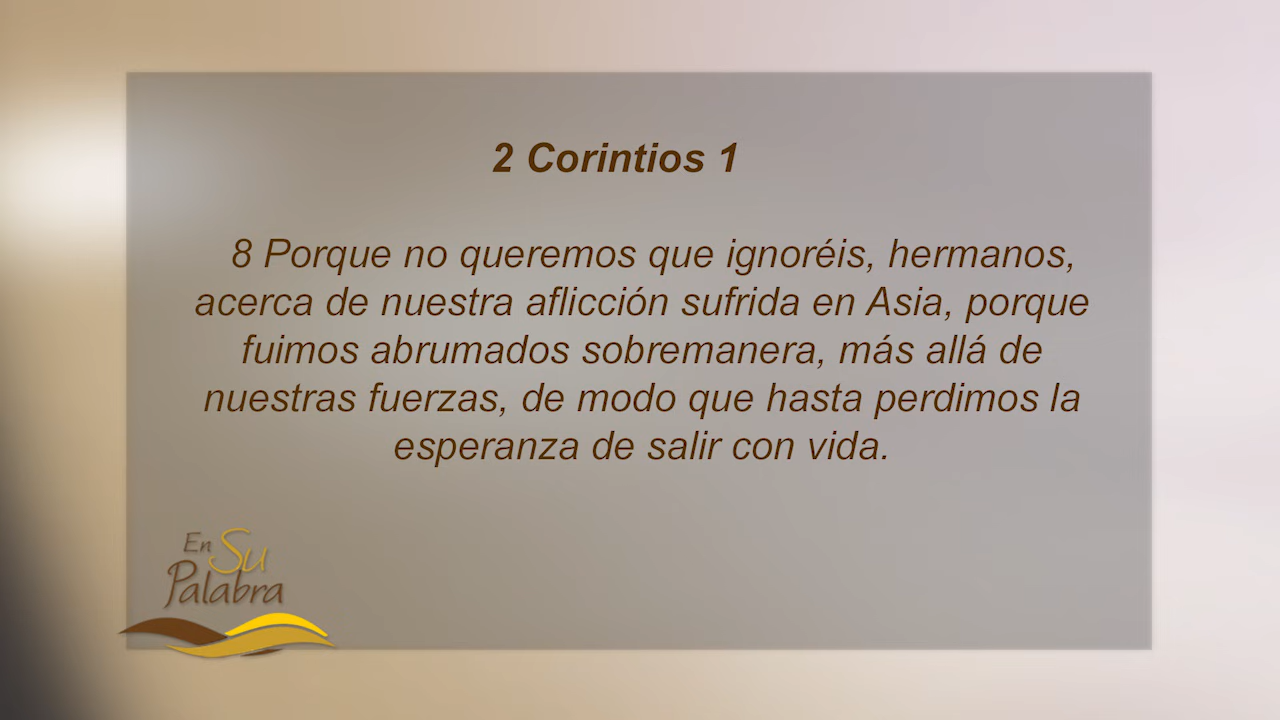 2 Corintios 1
8 Porque no queremos que ignoréis, hermanos,
acerca de nuestra aflicción sufrida en Asia, porque
fuimos abrumados sobremanera, más allá de
nuestras fuerzas, de modo que hasta perdimos la
esperanza de salir con vida.
En Su
Palabra